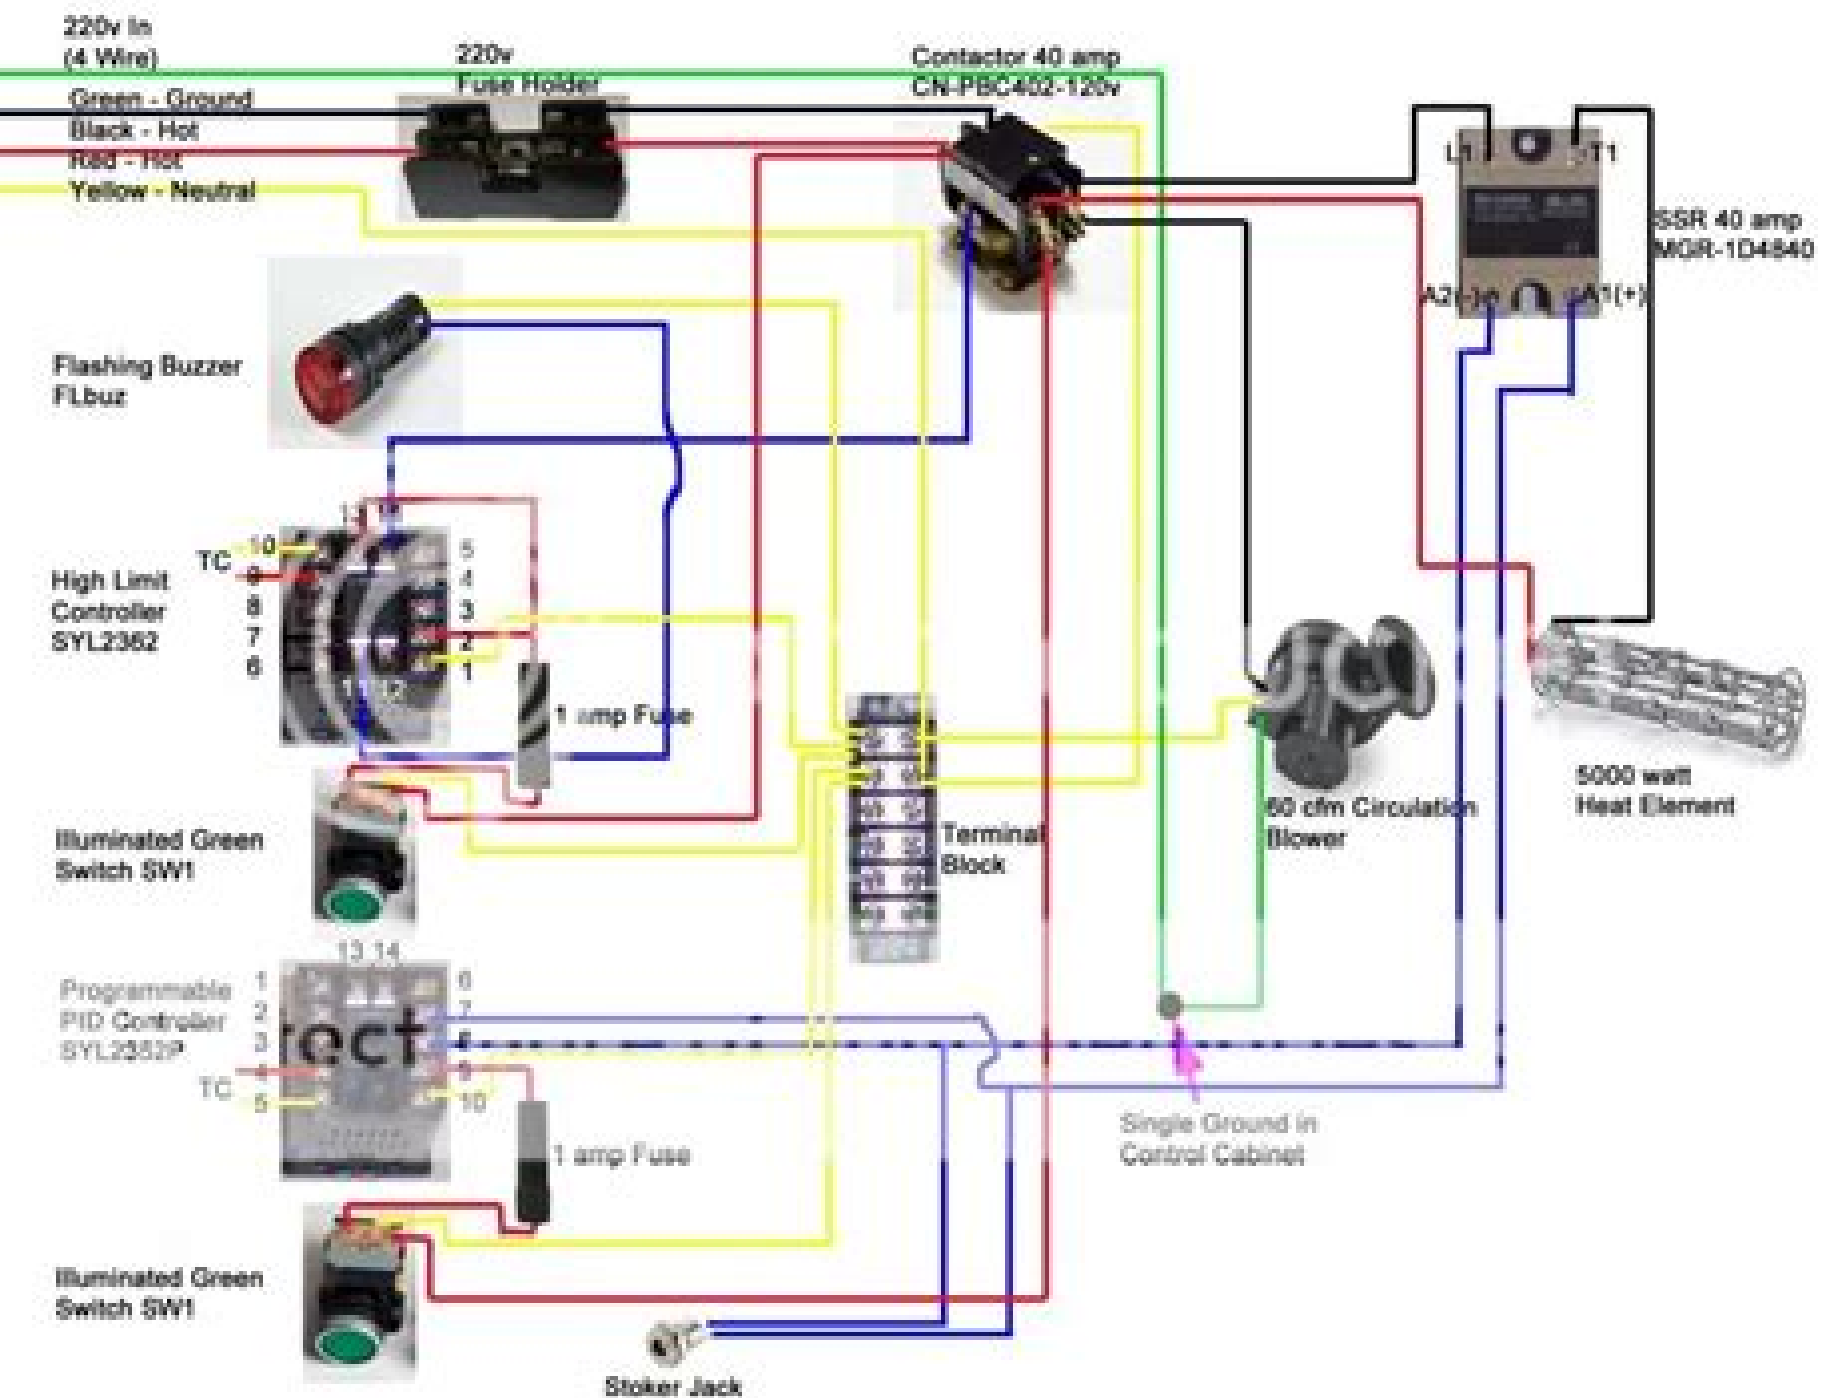 220v In
(4 Wire)
Green - Ground
Black - Hot
Red - Hot
Yellow - Neutral
220v
Fuse Holder
Contactor 40 amp
CN-PBC402-120v
L1
T1
SSR 40 amp
MGR-1D4840
A2(-)
A1(+)
Flashing Buzzer
FLbuz
High Limit
Controller
SYL2362
TC
10
9
8
7
6
13 14
5
4
3
2
1
11 12
1 amp Fuse
Illuminated Green
Switch SW1
Terminal
Block
60 cfm Circulation
Blower
5000 watt
Heat Element
13 14
Programmable
PID Controller
SYL2352P
TC
1
2
3
4
5
ect
6
7
8
9
10
1 amp Fuse
Single Ground in
Control Cabinet
Illuminated Green
Switch SW1
Stoker Jack